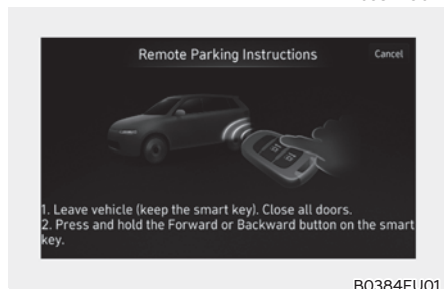 Remote Parking Instructions
Cancel
1. Leave vehicle (keep the smart key). Close all doors.
2. Press and hold the Forward or Backward button on the smart
key.
B0384EU01